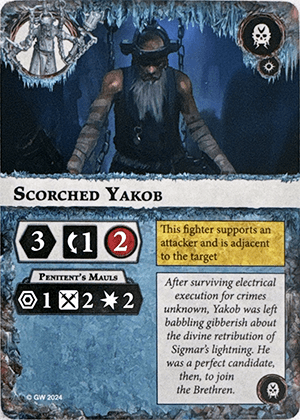 Scorched Yakob
3 1 2
This fighter supports an
attacker and is adjacent
to the target
Penitent's Mauls
1 2 2
After surviving electrical
execution for crimes
unknown, Yakob was left
babbling gibberish about
the divine retribution of
Sigmar's lightning. He
was a perfect candidate,
then, to join
the Brethren.
© GW 2024